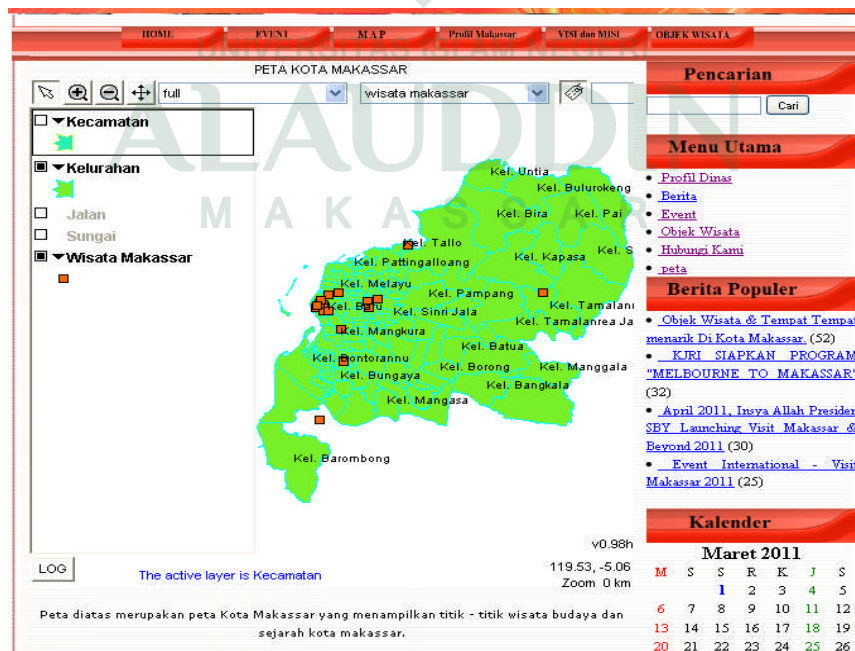 HOME EVENT MAP Profil Makassar VISI dan MISI OBJEK WISATA
UNIVERSITAS ISLAM NEGERI
ALAUDDIN
MAKASSAR
PETA KOTA MAKASSAR
full wisata makassar
Kecamatan
Kelurahan
Jalan
Sungai
Wisata Makassar
Kel. Untia
Kel. Bulurokeng
Kel. Bira Kel. Pai
Kel. Tallo
Kel. S
Kel. Pattingalloang Kel. Kapasa
Kel. Melayu
Kel. Pampang
Kel. Baru Kel. Sinri Jala Kel. Tamalani
Kel. Mangkura Kel. Tamalanrea Ja
Kel. Batua
Kel. Bontorannu
Kel. Borong Kel. Manggala
Kel. Bungaya
Kel. Bangkala
Kel. Mangasa
Kel. Barombong
v0.98h
LOG
The active layer is Kecamatan
119.53, -5.06
Zoom 0 km
Peta diatas merupakan peta Kota Makassar yang menampilkan titik - titik wisata budaya dan
sejarah kota makassar.
Pencarian
Cari
Menu Utama
Profil Dinas
Berita
Event
Objek Wisata
Hubungi Kami
peta
Berita Populer
Objek Wisata & Tempat Tempat
menarik Di Kota Makassar. (52)
KJRI SIAPKAN PROGRAM
"MELBOURNE TO MAKASSAR"
(32)
April 2011, Insya Allah Presiden
SBY Launching Visit Makassar &
Beyond 2011 (30)
Event International - Visit
Makassar 2011 (25)
Kalender
Maret 2011
M S S R K J S
1 2 3 4 5
6 7 8 9 10 11 12
13 14 15 16 17 18 19
20 21 22 23 24 25 26